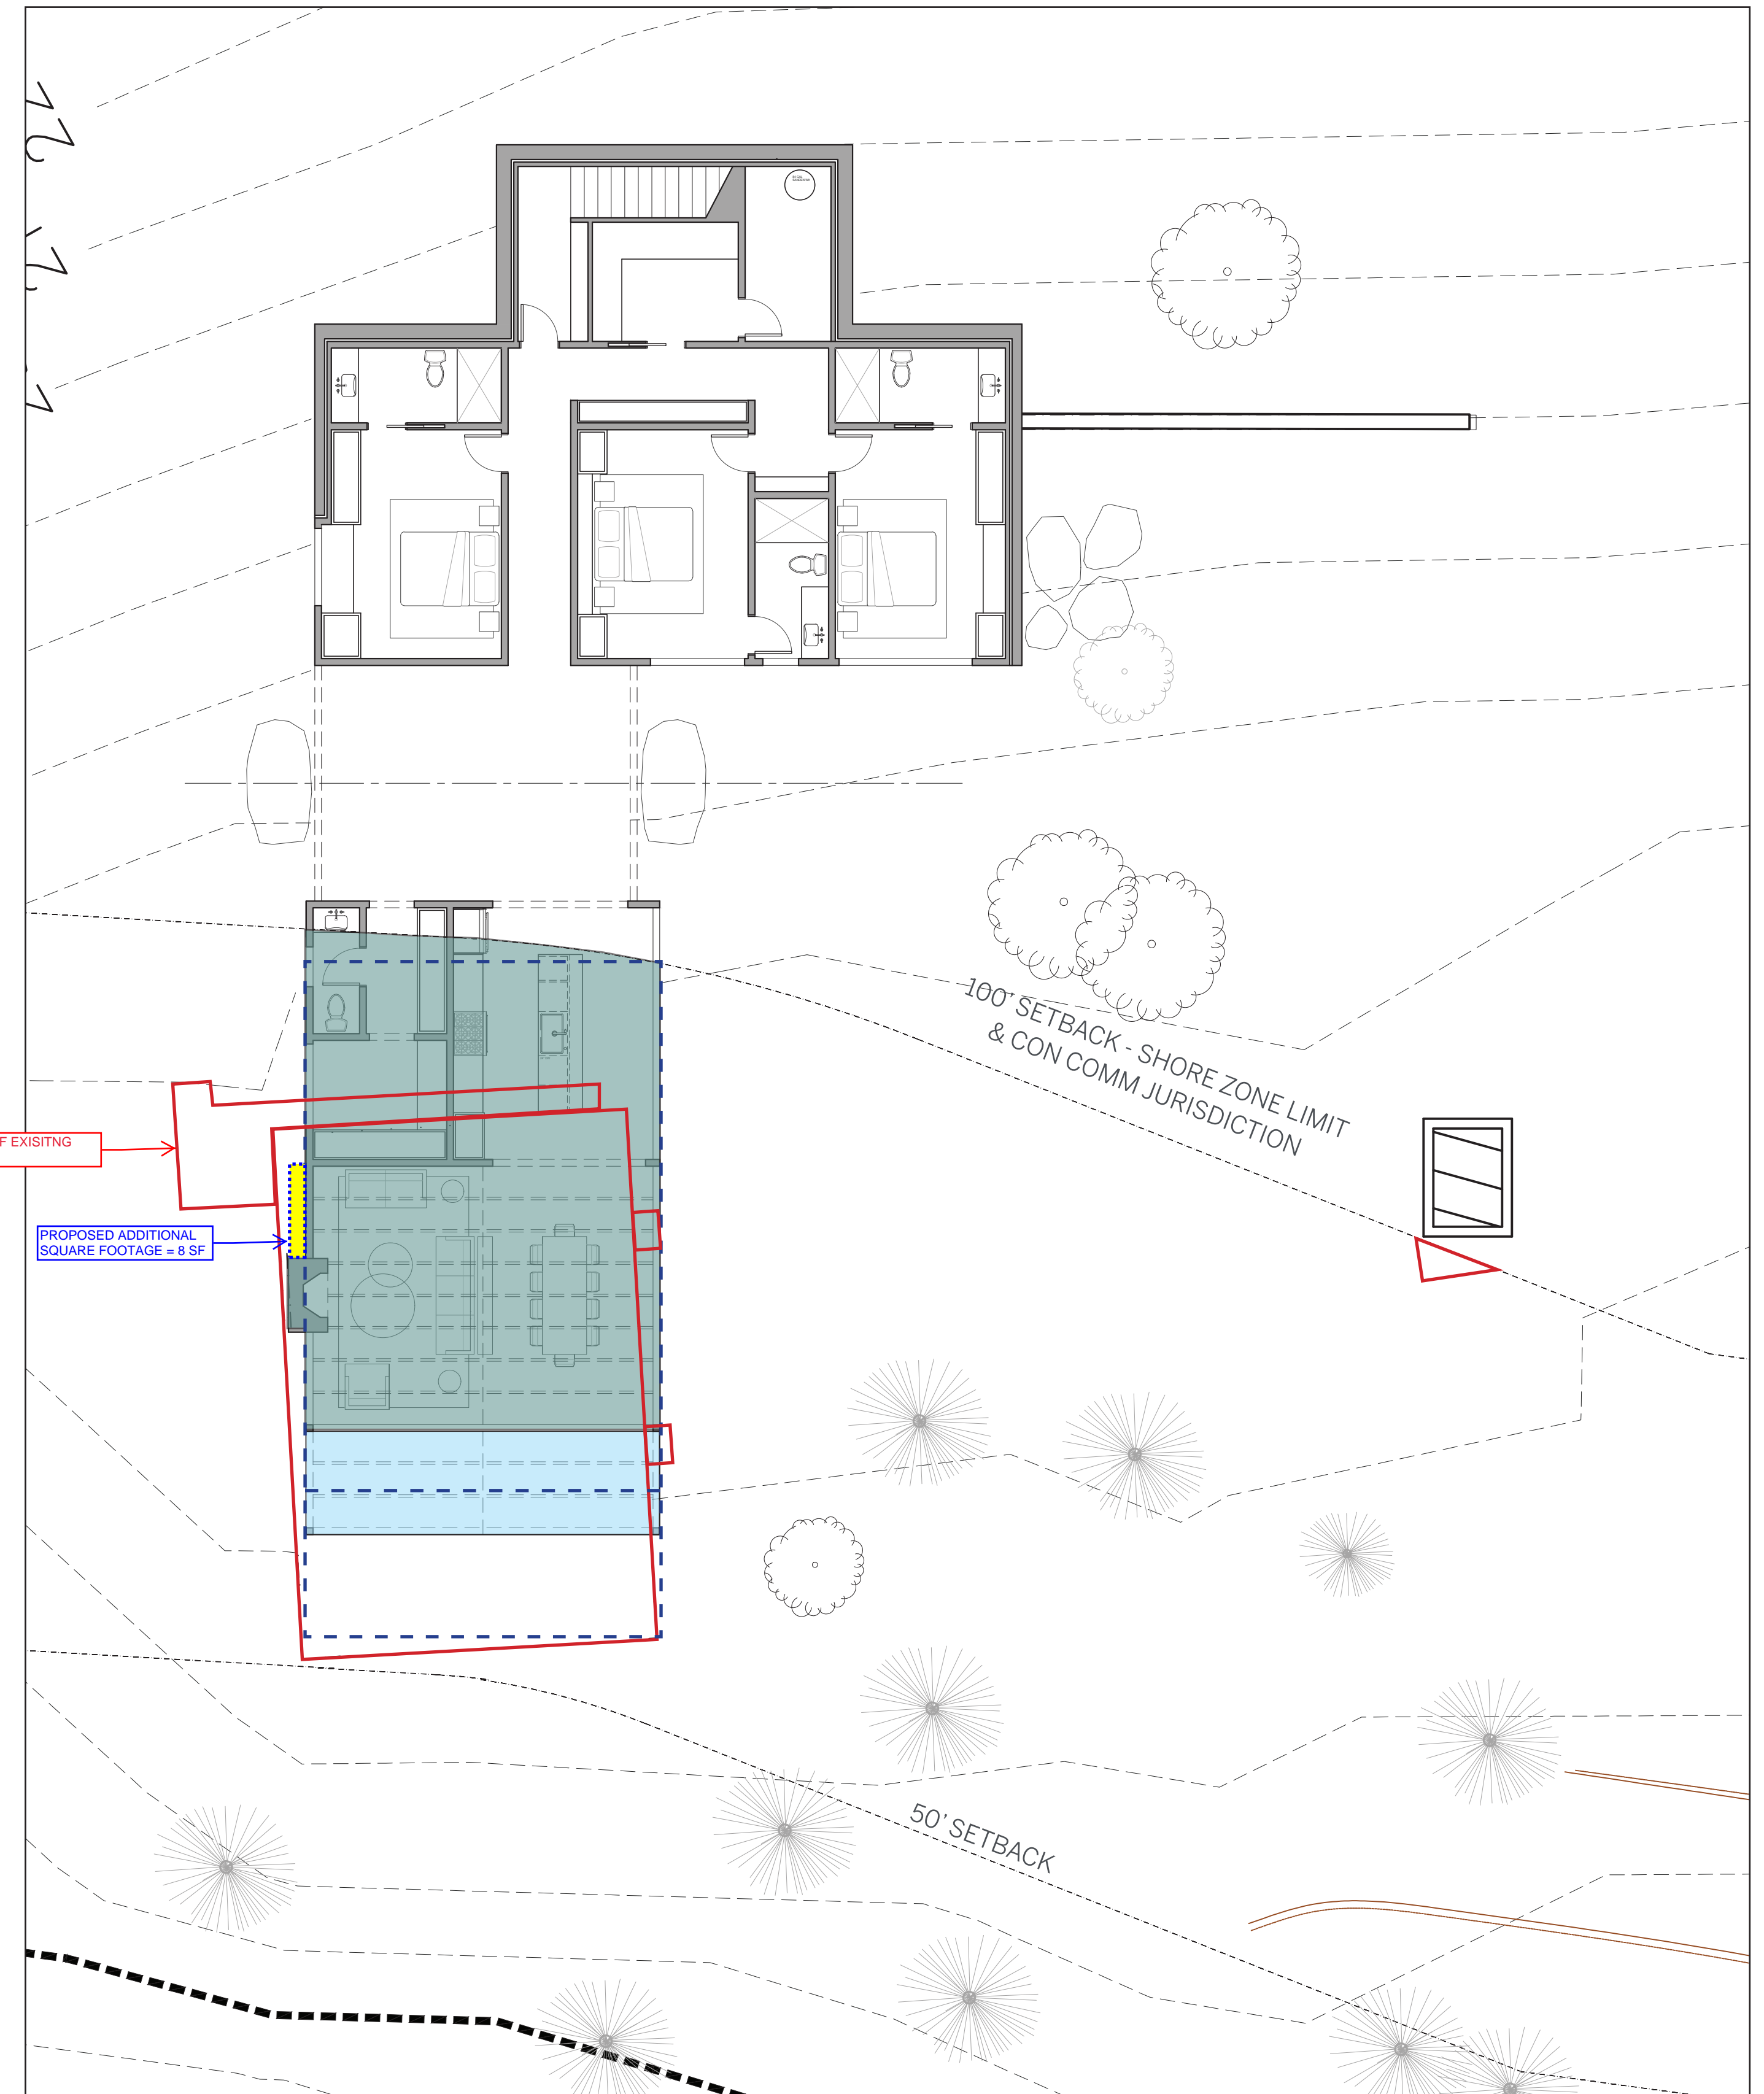 100' SETBACK - SHORE ZONE LIMIT
& CON COMM JURISDICTION
F EXISITNG
PROPOSED ADDITIONAL
SQUARE FOOTAGE = 8 SF
50' SETBACK